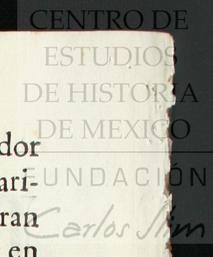 CENTRO DE
ESTUDIOS
DE HISTORIA
DE MEXICO
FUNDACIÓN
Carlos Slim
dor
ari-
ran
en